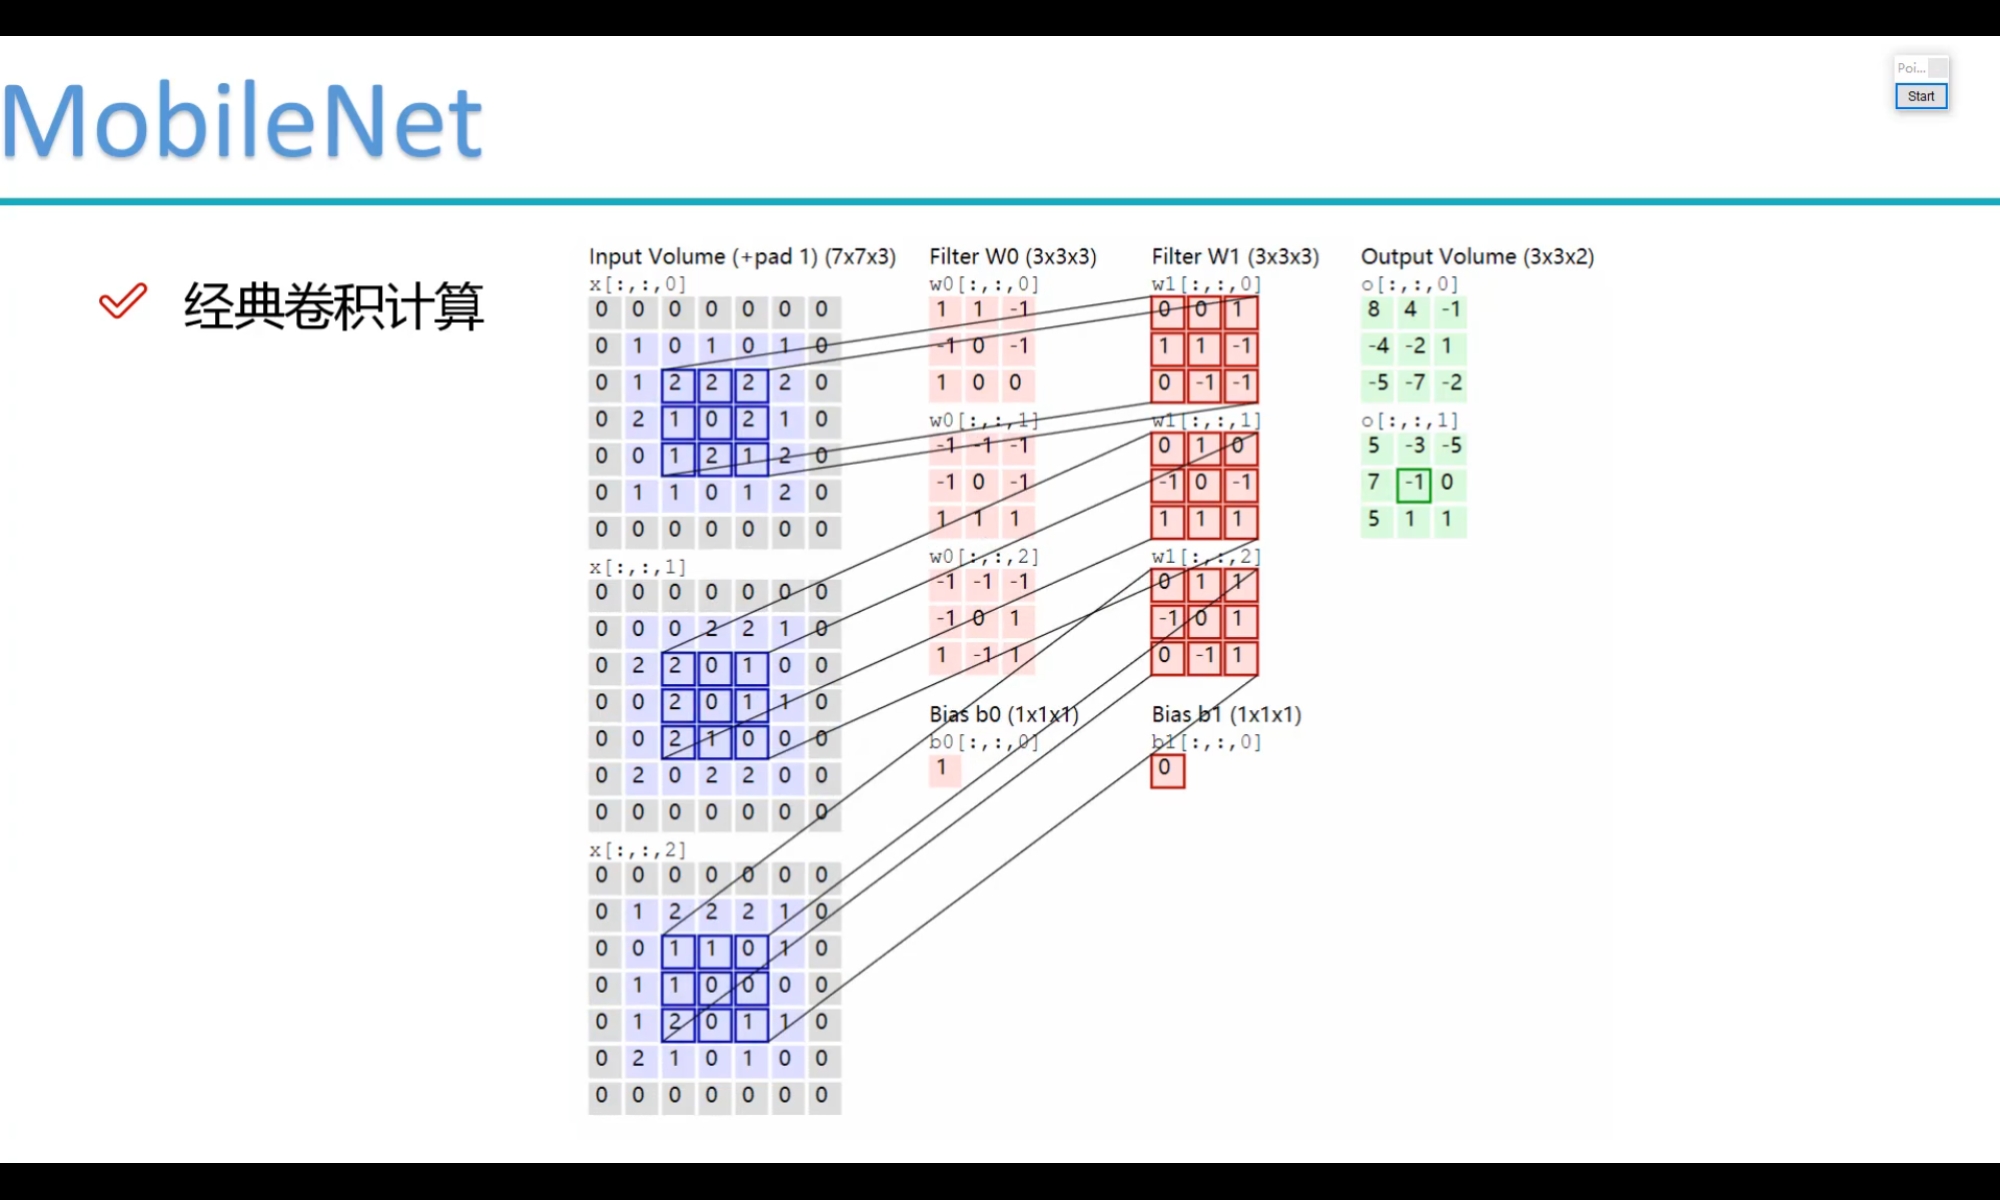 MobileNet
Poi...
Start
经典卷积计算
Input Volume (+pad 1) (7x7x3)
x[:,:,0]
0 0 0 0 0 0 0
0 1 0 1 0 1 0
0 1 2 2 2 2 0
0 2 1 0 2 1 0
0 0 1 2 1 2 0
0 1 1 0 1 2 0
0 0 0 0 0 0 0
x[:,:,1]
0 0 0 0 0 0 0
0 0 0 2 2 1 0
0 2 2 0 1 0 0
0 0 2 0 1 1 0
0 0 2 1 0 0 0
0 2 0 2 2 0 0
0 0 0 0 0 0 0
x[:,:,2]
0 0 0 0 0 0 0
0 1 2 2 2 1 0
0 0 1 1 0 1 0
0 1 1 0 0 0 0
0 1 2 0 1 1 0
0 2 1 0 1 0 0
0 0 0 0 0 0 0
Filter W0 (3x3x3)
w0[:,:,0]
1 1 -1
-1 0 -1
1 0 0
w0[:,:,1]
-1 -1 -1
-1 0 -1
1 1 1
w0[:,:,2]
-1 -1 -1
-1 0 1
1 -1 1
Bias b0 (1x1x1)
b0[:,:,0]
1
Filter W1 (3x3x3)
w1[:,:,0]
0 0 1
1 1 -1
0 -1 -1
w1[:,:,1]
0 1 0
-1 0 -1
1 1 1
w1[:,:,2]
0 1 1
-1 0 1
0 -1 1
Bias b1 (1x1x1)
b1[:,:,0]
0
Output Volume (3x3x2)
o[:,:,0]
8 4 -1
-4 -2 1
-5 -7 -2
o[:,:,1]
5 -3 -5
7 -1 0
5 1 1